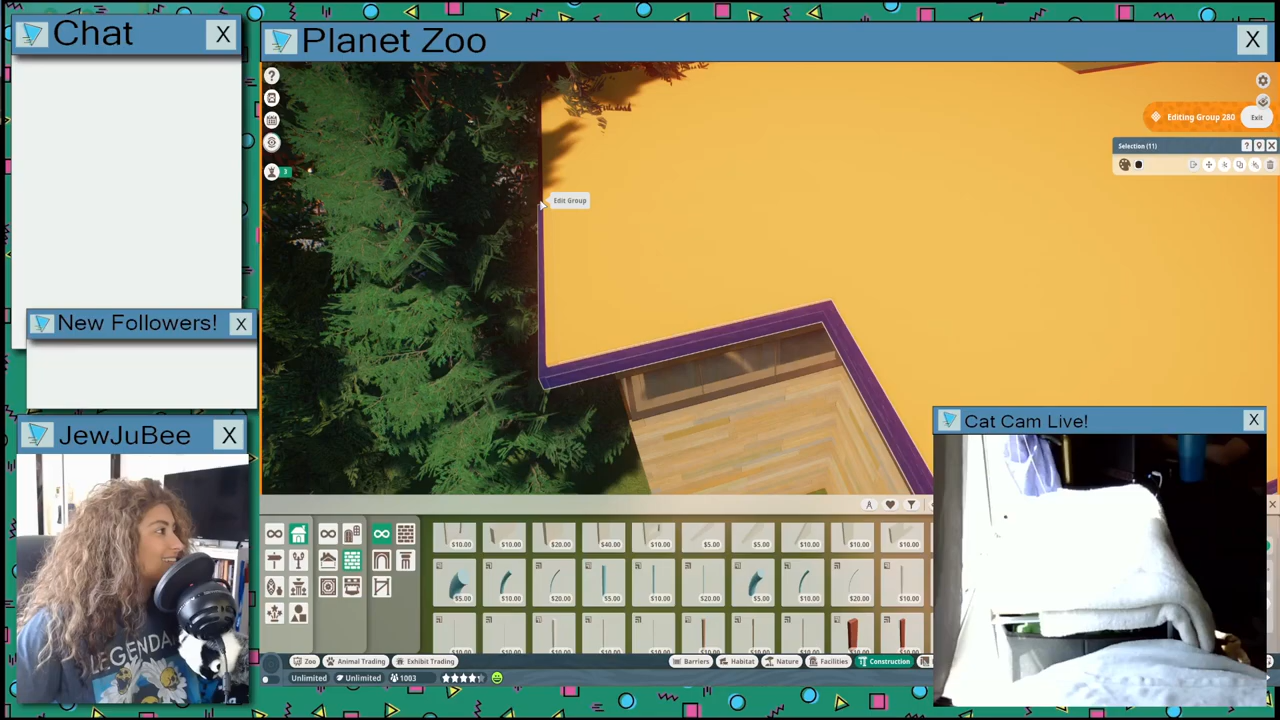 Chat X
Planet Zoo X
Editing Group 280 Exit
Selection (11)
? X
?
3
Edit Group
New Followers! X
JewJuBee X
Cat Cam Live! X
LEGENDA
$10.00 $10.00 $20.00 $40.00 $10.00 $5.00 $5.00 $10.00 $10.00 $10.00
$5.00 $10.00 $20.00 $5.00 $10.00 $20.00 $5.00 $10.00 $20.00 $10.00
Zoo Animal Trading Exhibit Trading Barriers Habitat Nature Facilities Construction
Unlimited Unlimited 1003